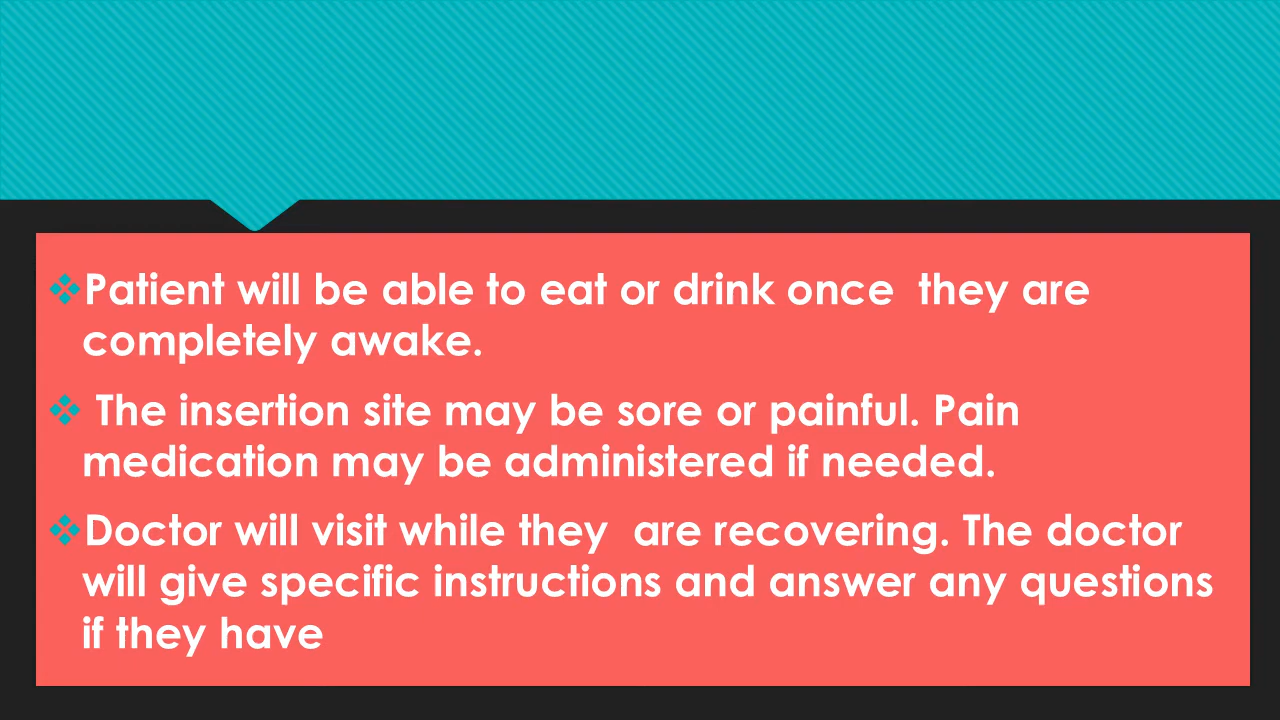 Patient will be able to eat or drink once  they are
completely awake.
The insertion site may be sore or painful. Pain
medication may be administered if needed.
Doctor will visit while they  are recovering. The doctor
will give specific instructions and answer any questions
if they have